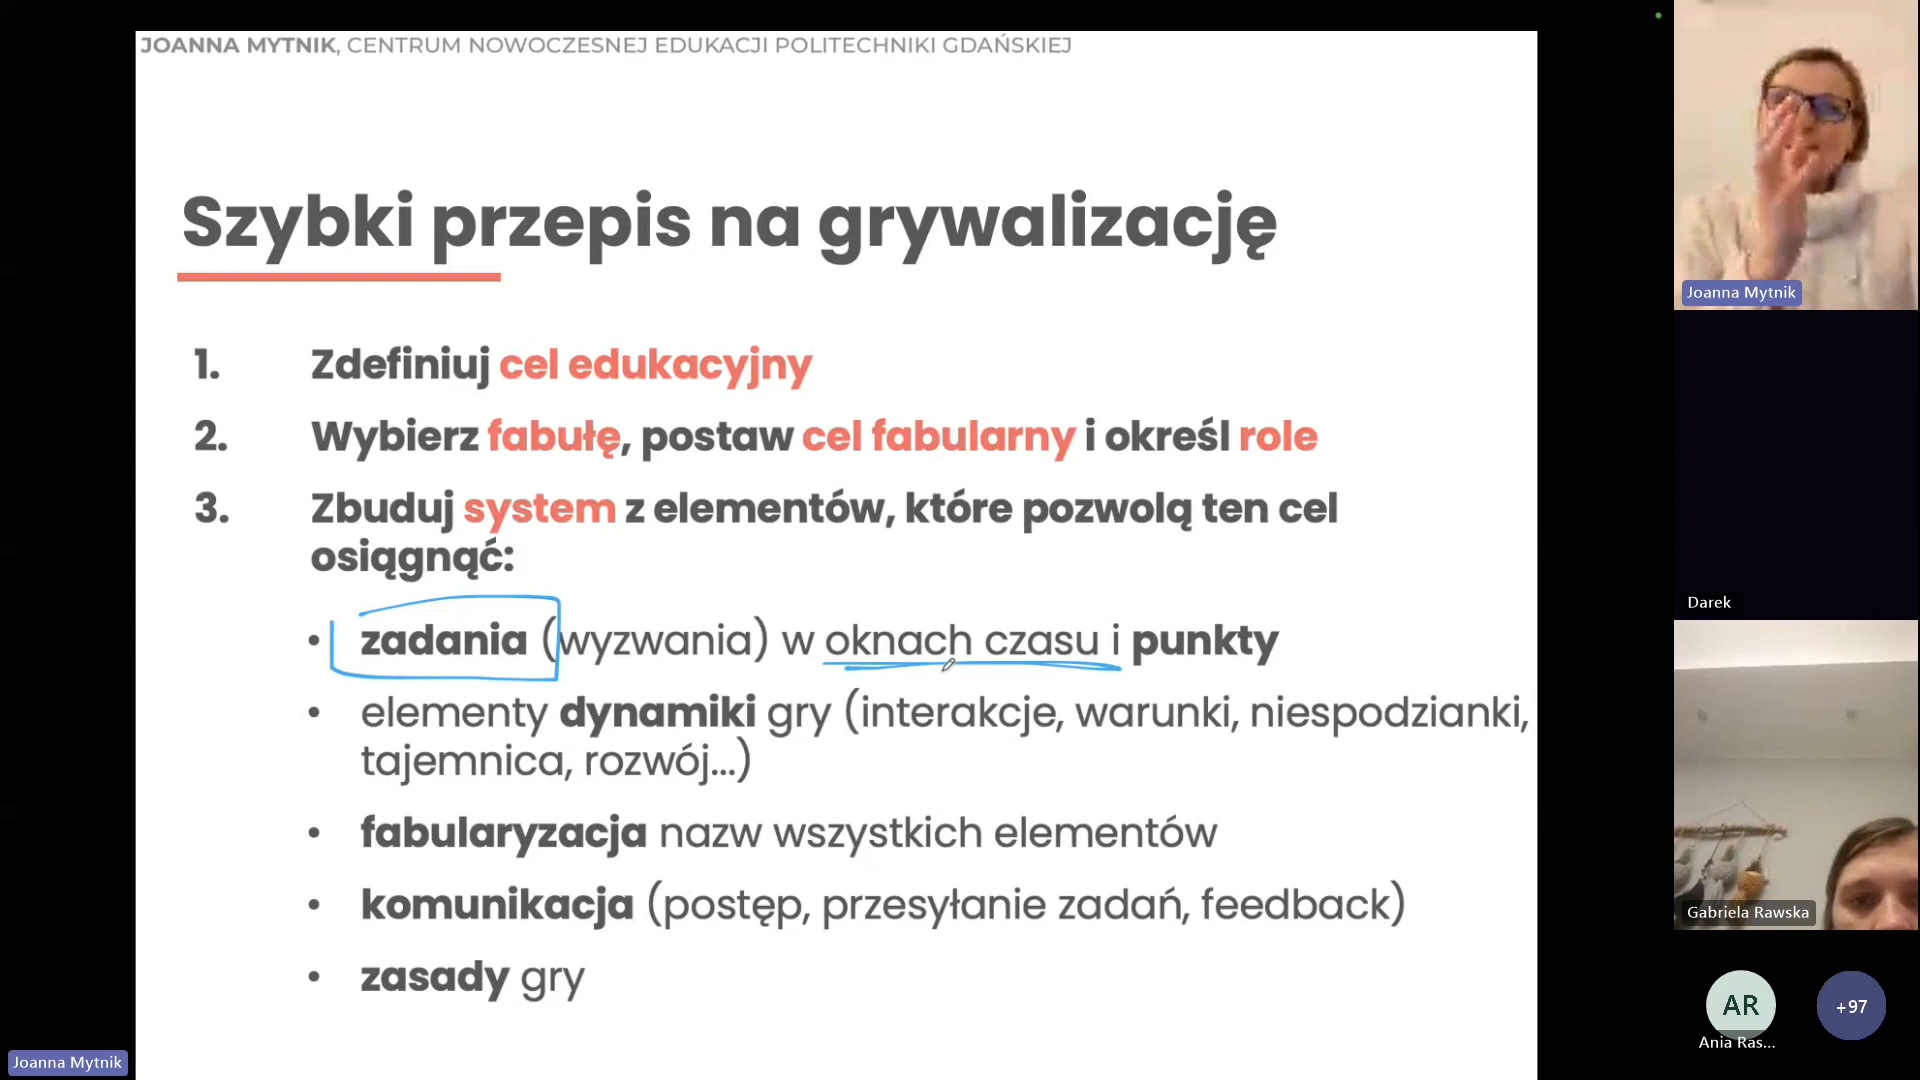 JOANNA MYTNIK, CENTRUM NOWOCZESNEJ EDUKACJI POLITECHNIKI GDAŃSKIEJ
Szybki przepis na grywalizację
1. Zdefiniuj cel edukacyjny
2. Wybierz fabułę, postaw cel fabularny i określ role
3. Zbuduj system z elementów, które pozwolą ten cel
osiągnąć:
• zadania (wyzwania) w oknach czasu i punkty
• elementy dynamiki gry (interakcje, warunki, niespodzianki,
tajemnica, rozwój...)
• fabularyzacja nazw wszystkich elementów
• komunikacja (postęp, przesyłanie zadań, feedback)
• zasady gry
Joanna Mytnik
Joanna Mytnik
Darek
Gabriela Rawska
AR
Ania Ras...
+97